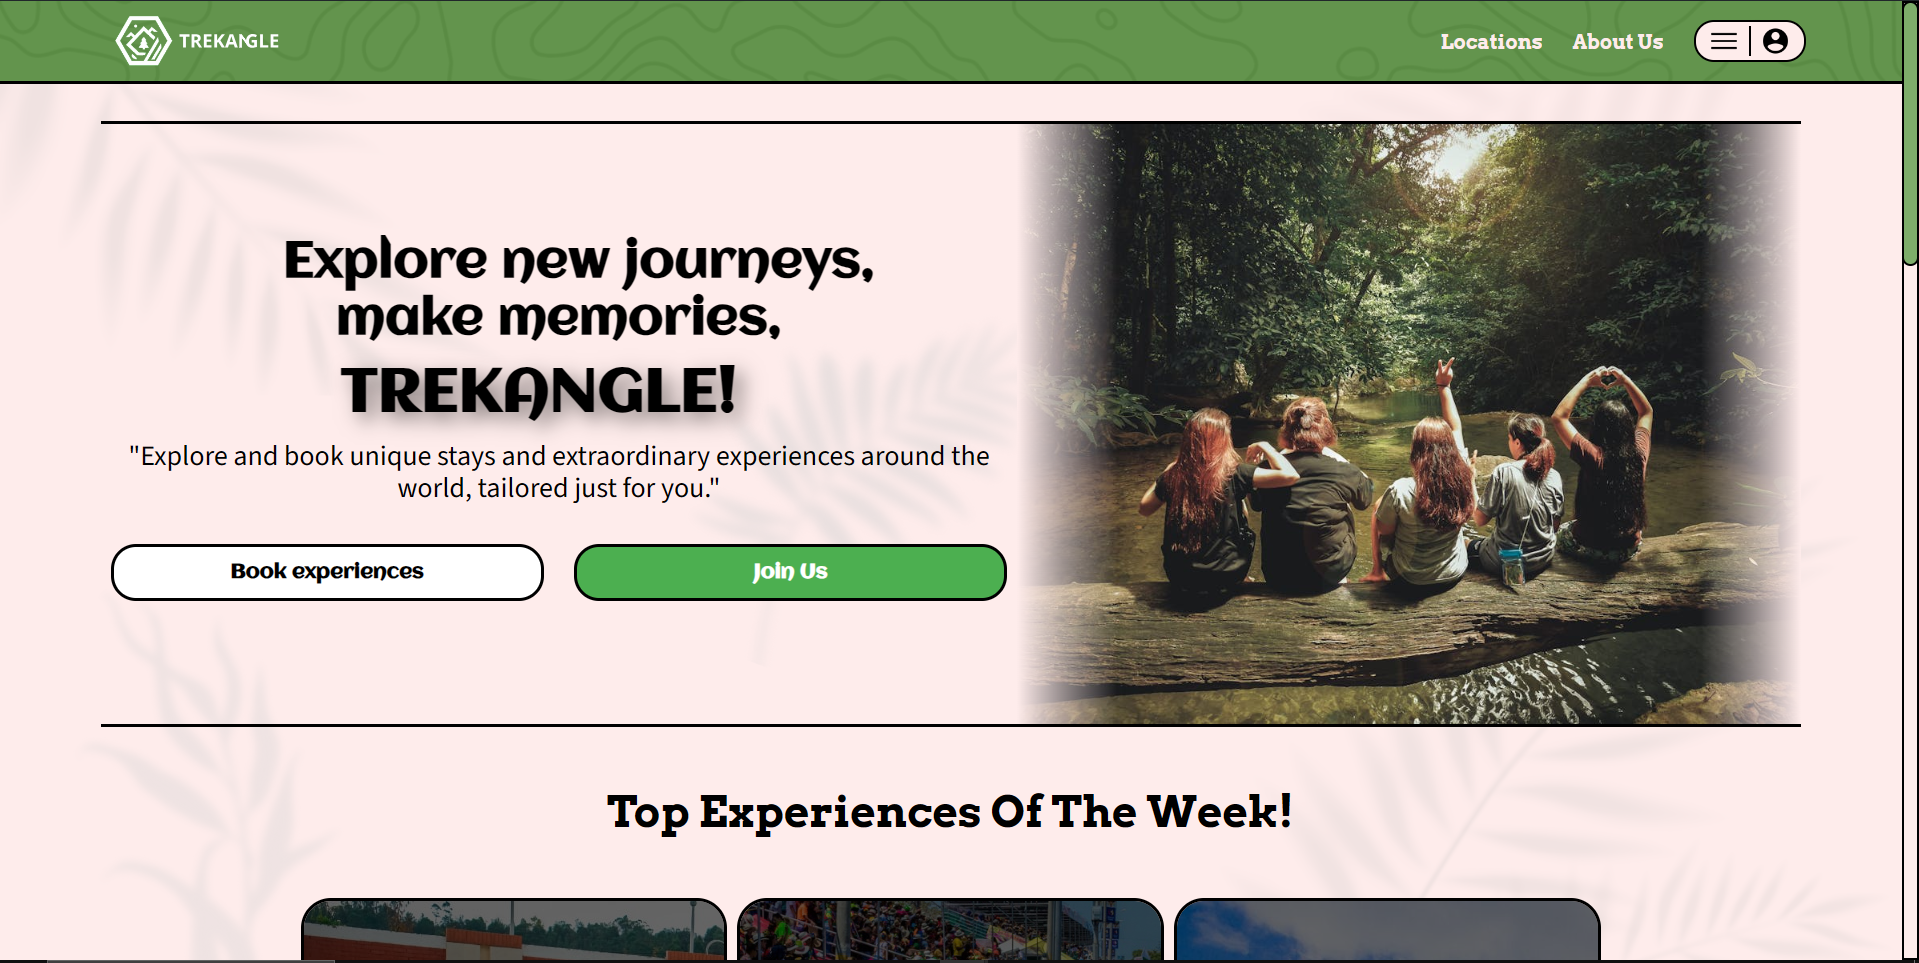 TREKANGLE
Locations
About Us
Explore new journeys,
make memories,
TREKANGLE!
"Explore and book unique stays and extraordinary experiences around the
world, tailored just for you."
Book experiences
Join Us
Top Experiences Of The Week!